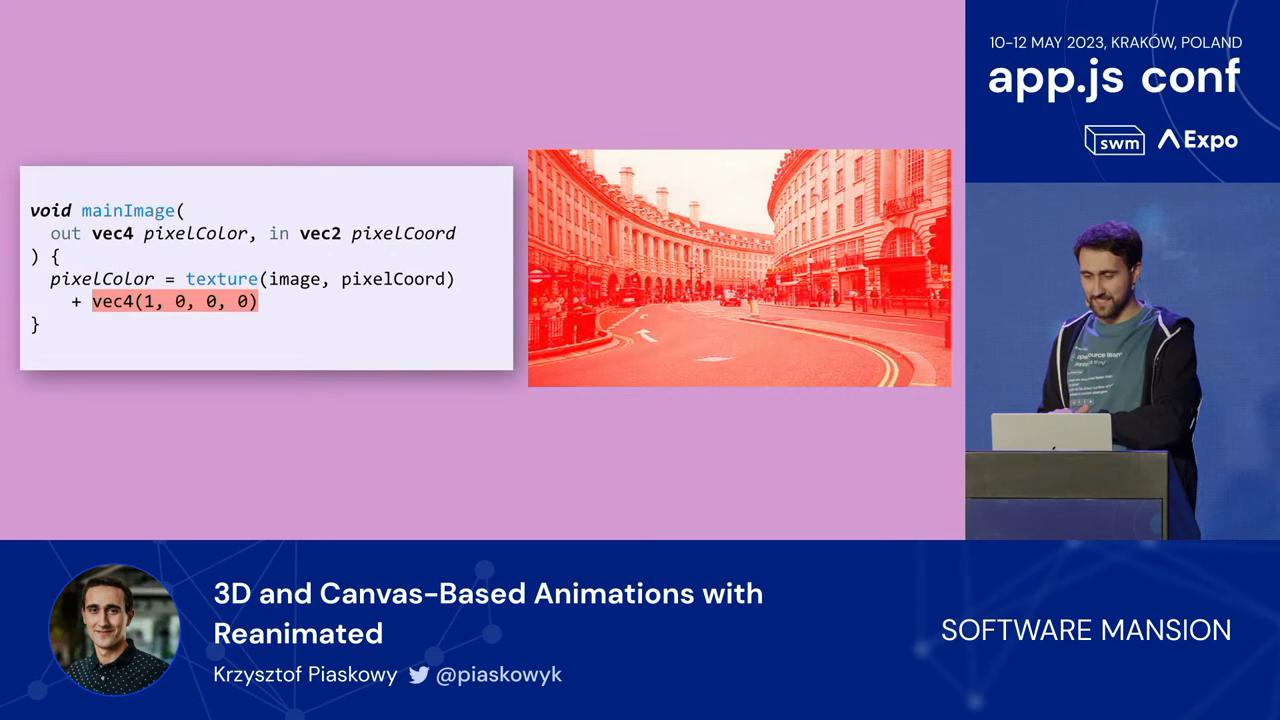 void mainImage(
out vec4 pixelColor, in vec2 pixelCoord
) {
pixelColor = texture(image, pixelCoord)
+ vec4(1, 0, 0, 0)
}
10–12 MAY 2023, KRAKÓW, POLAND
app.js conf
swm
Expo
3D and Canvas-Based Animations with
Reanimated
Krzysztof Piaskowy @piaskowyk
SOFTWARE MANSION